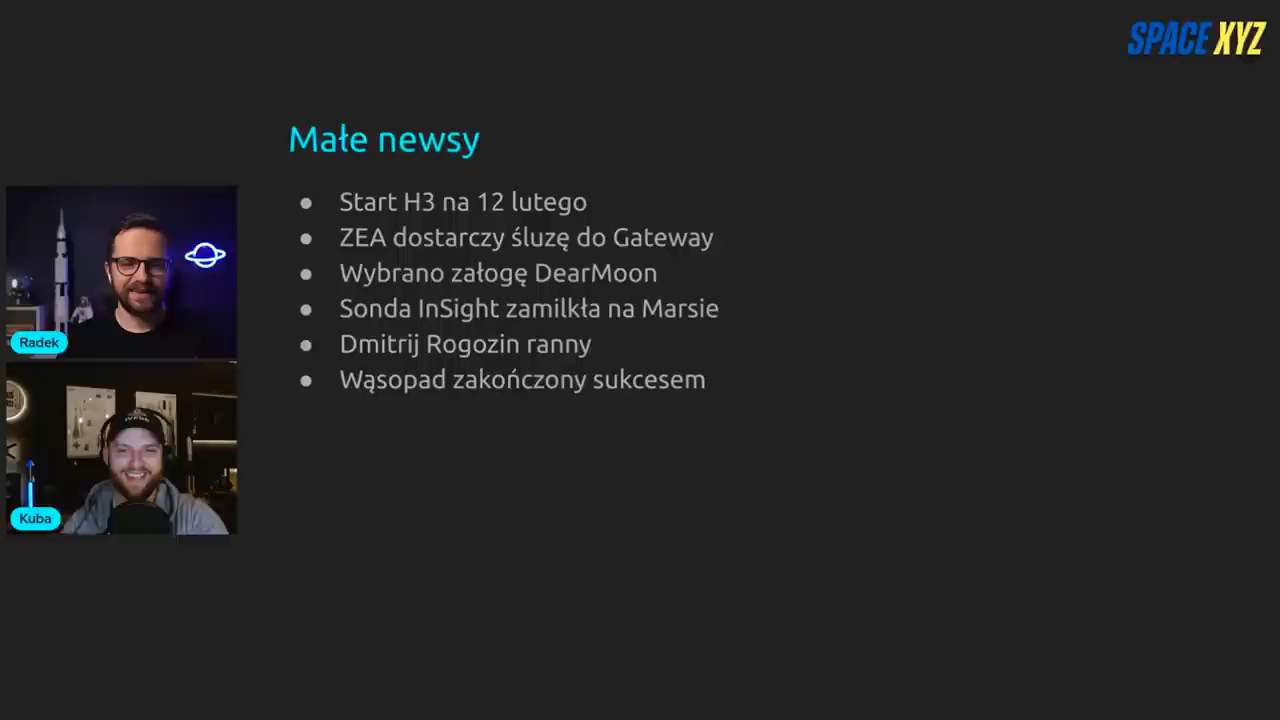 SPACE XYZ
Małe newsy
● Start H3 na 12 lutego
● ZEA dostarczy śluzę do Gateway
● Wybrano załogę DearMoon
● Sonda InSight zamilkła na Marsie
● Dmitrij Rogozin ranny
● Wąsopad zakończony sukcesem
Radek
Kuba